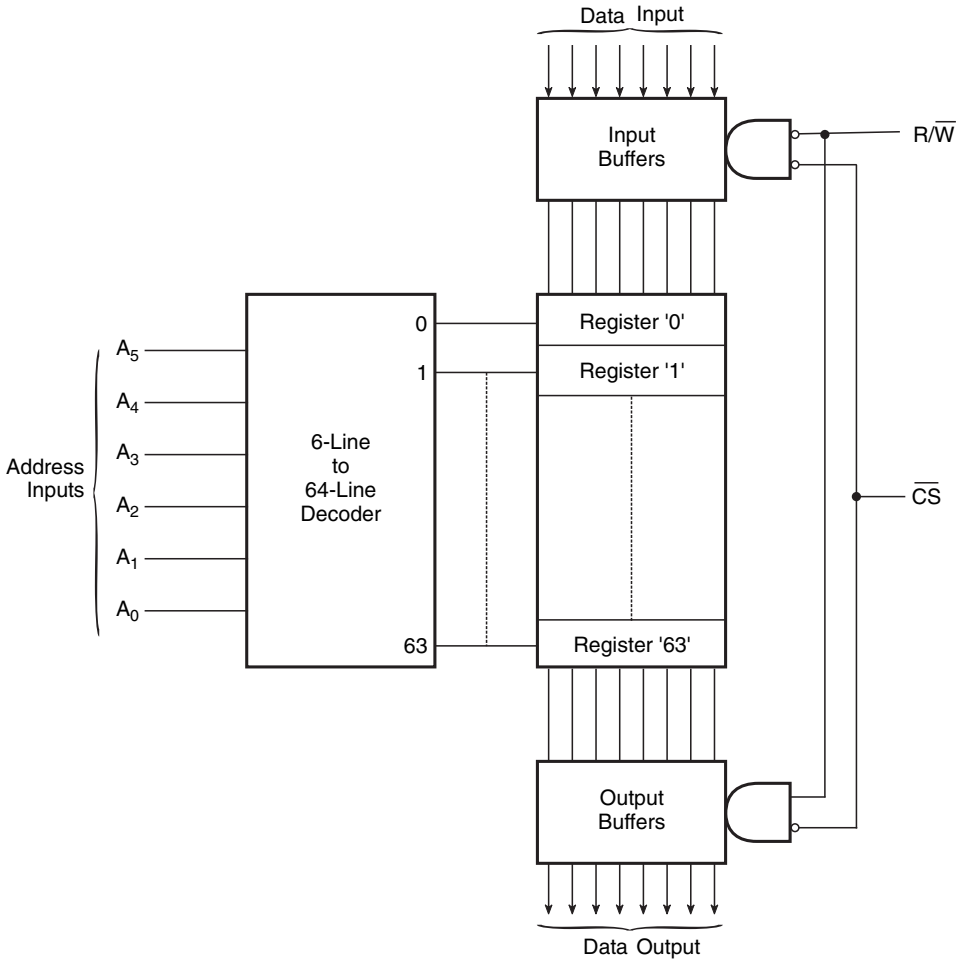 Data Input
Input
Buffers
R/W̅
0
Register '0'
A₅
1
Register '1'
A₄
6-Line
to
64-Line
Decoder
A₃
Address
Inputs
A₂
C̅S̅
A₁
A₀
63
Register '63'
Output
Buffers
Data Output